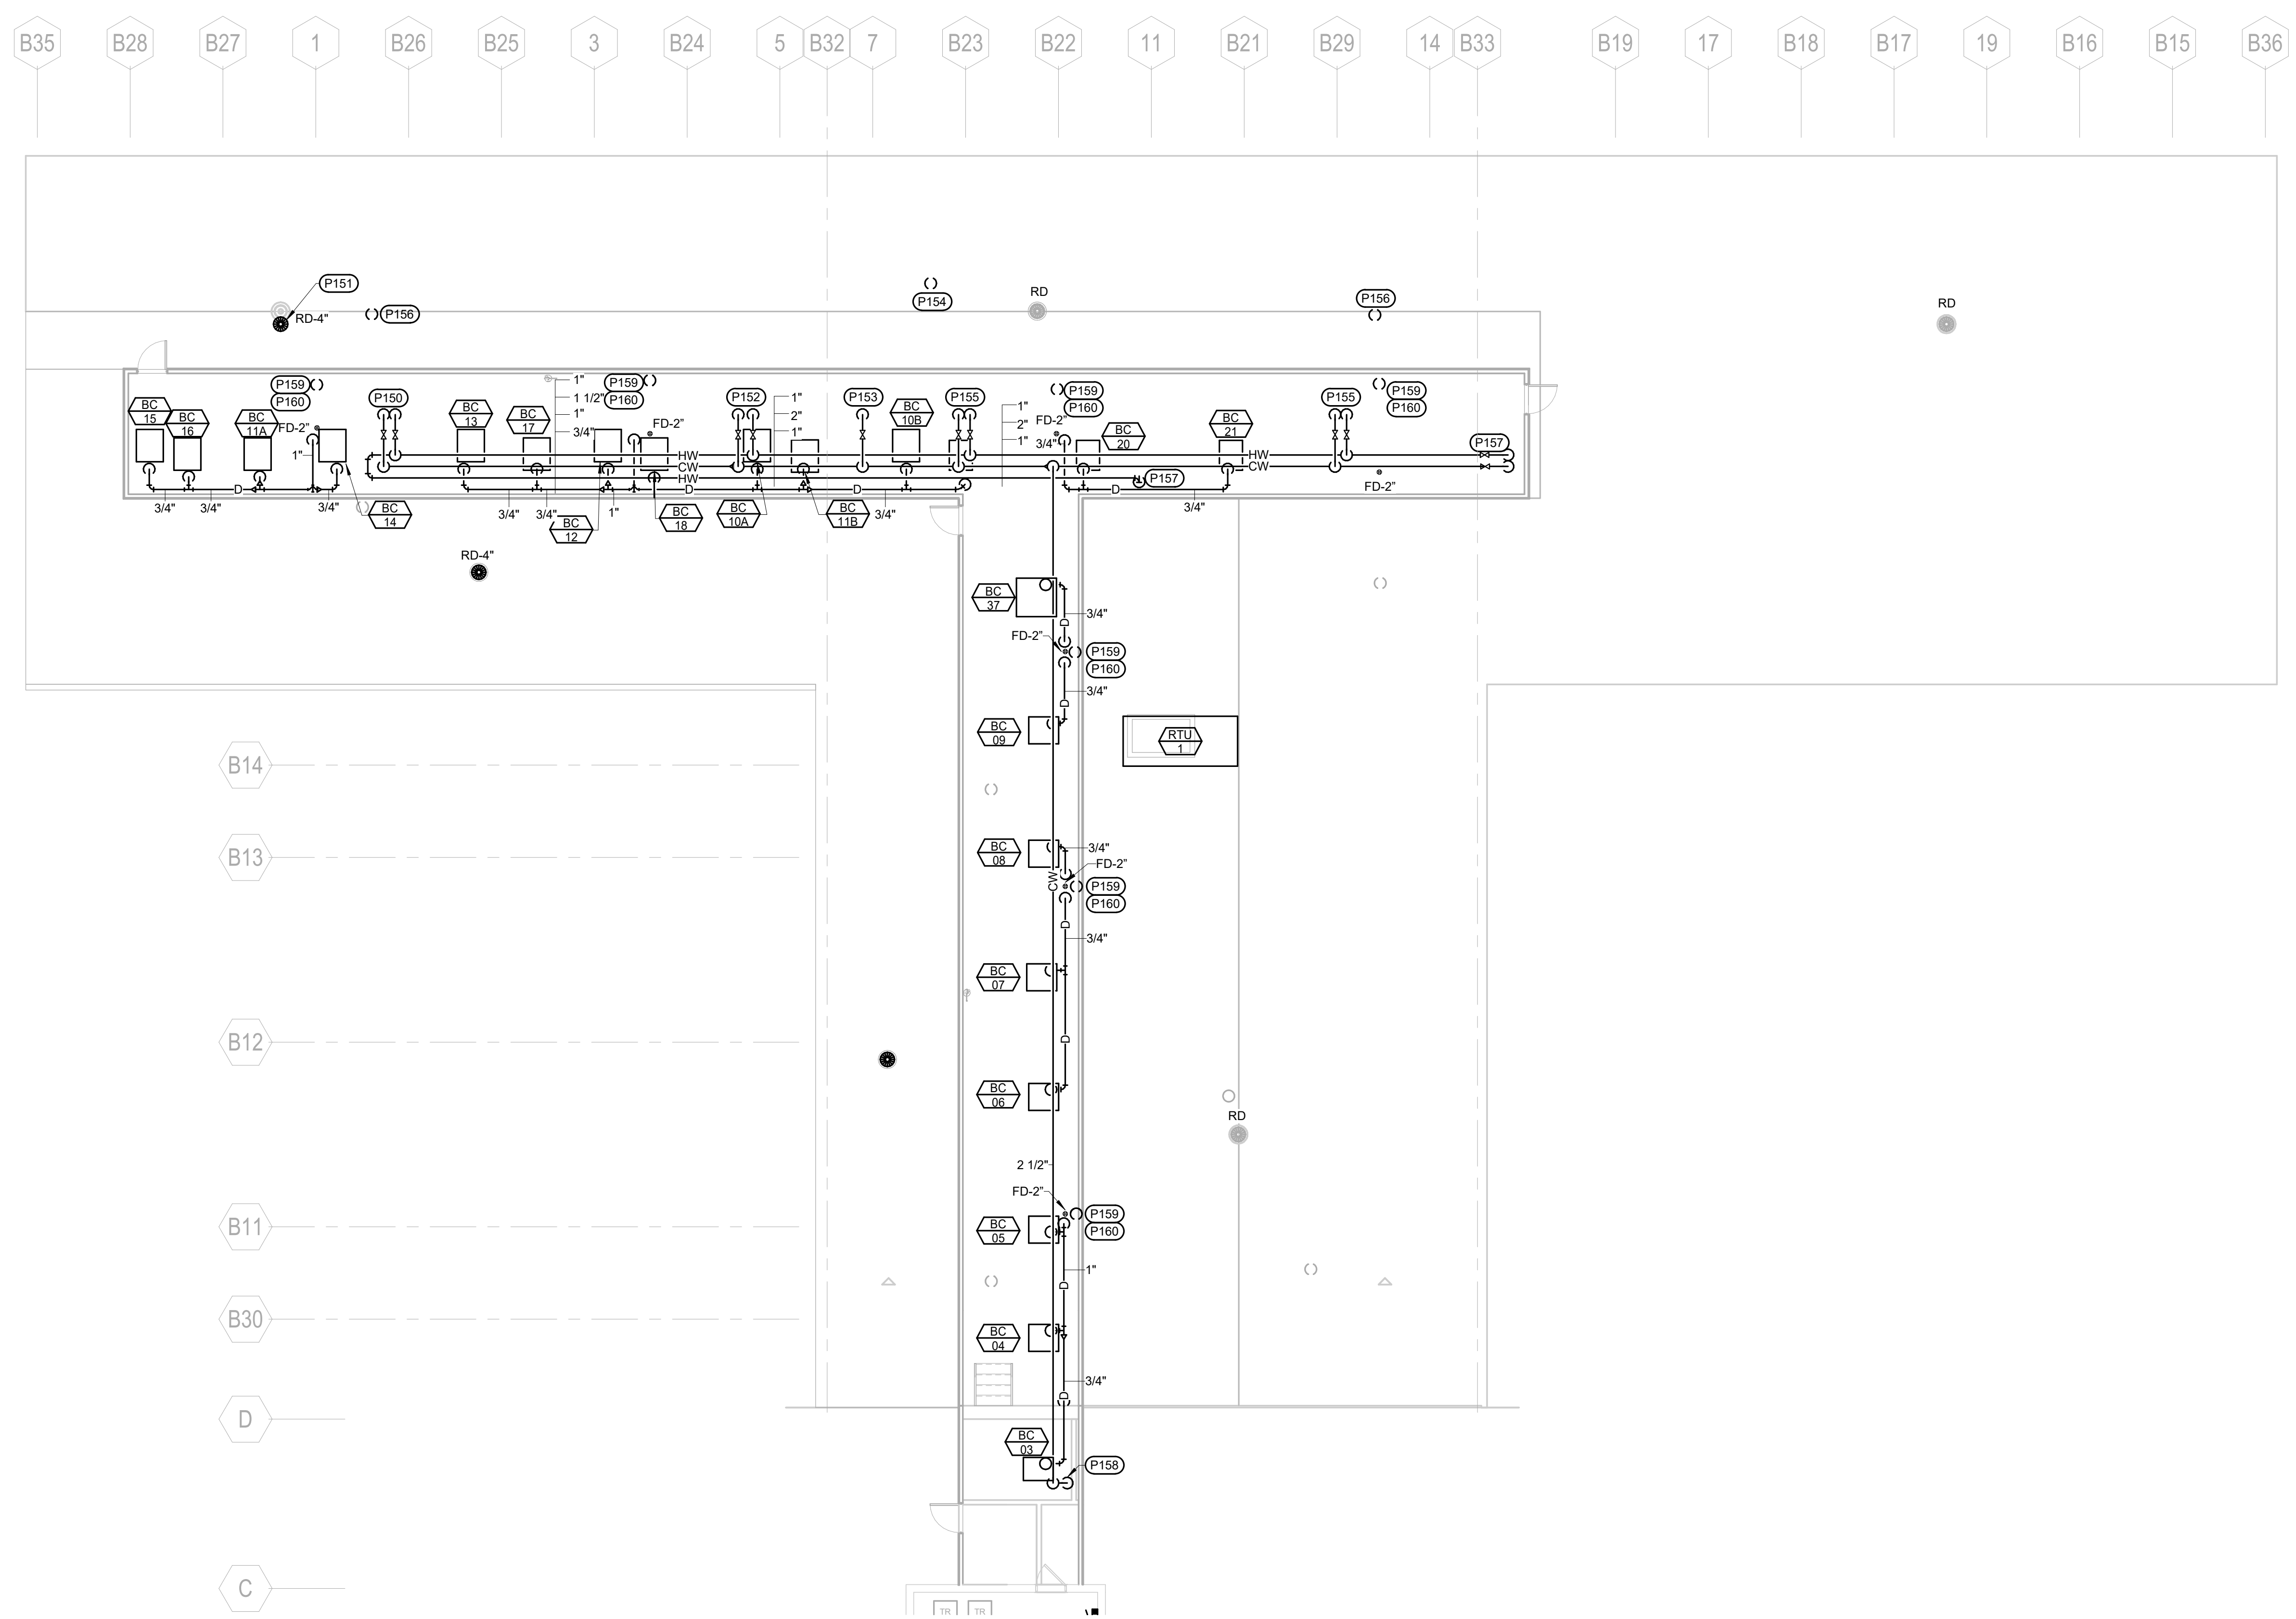 B35 B28 B27 1 B26 B25 3 B24 5 B32 7 B23 B22 11 B21 B29 14 B33 B19 17 B18 B17 19 B16 B15 B36
P151
RD-4"
P156
P154
RD
P156
RD
BC
15
BC
16
BC
11A
P159
P160
FD-2"
1"
P150
BC
13
BC
17
1"
1 1/2"
1"
3/4"
P159
P160
FD-2"
P152
1"
2"
1"
P153
BC
10B
P155
1"
2"
1"
FD-2"
3/4"
P159
P160
BC
20
BC
21
P155
P159
P160
P157
HW
CW
HW
HW
CW
P157
FD-2"
D
D
D
D
3/4"
3/4"
3/4"
BC
14
3/4"
3/4"
BC
12
1"
BC
18
BC
10A
BC
11B
3/4"
3/4"
RD-4"
BC
37
3/4"
D
FD-2"
P159
P160
3/4"
D
BC
09
RTU
1
B14
B13
BC
08
3/4"
FD-2"
CW
P159
P160
D
3/4"
BC
07
B12
D
BC
06
RD
2 1/2"
FD-2"
P159
P160
B11
BC
05
1"
D
B30
BC
04
3/4"
D
D
BC
03
P158
C
TR TR